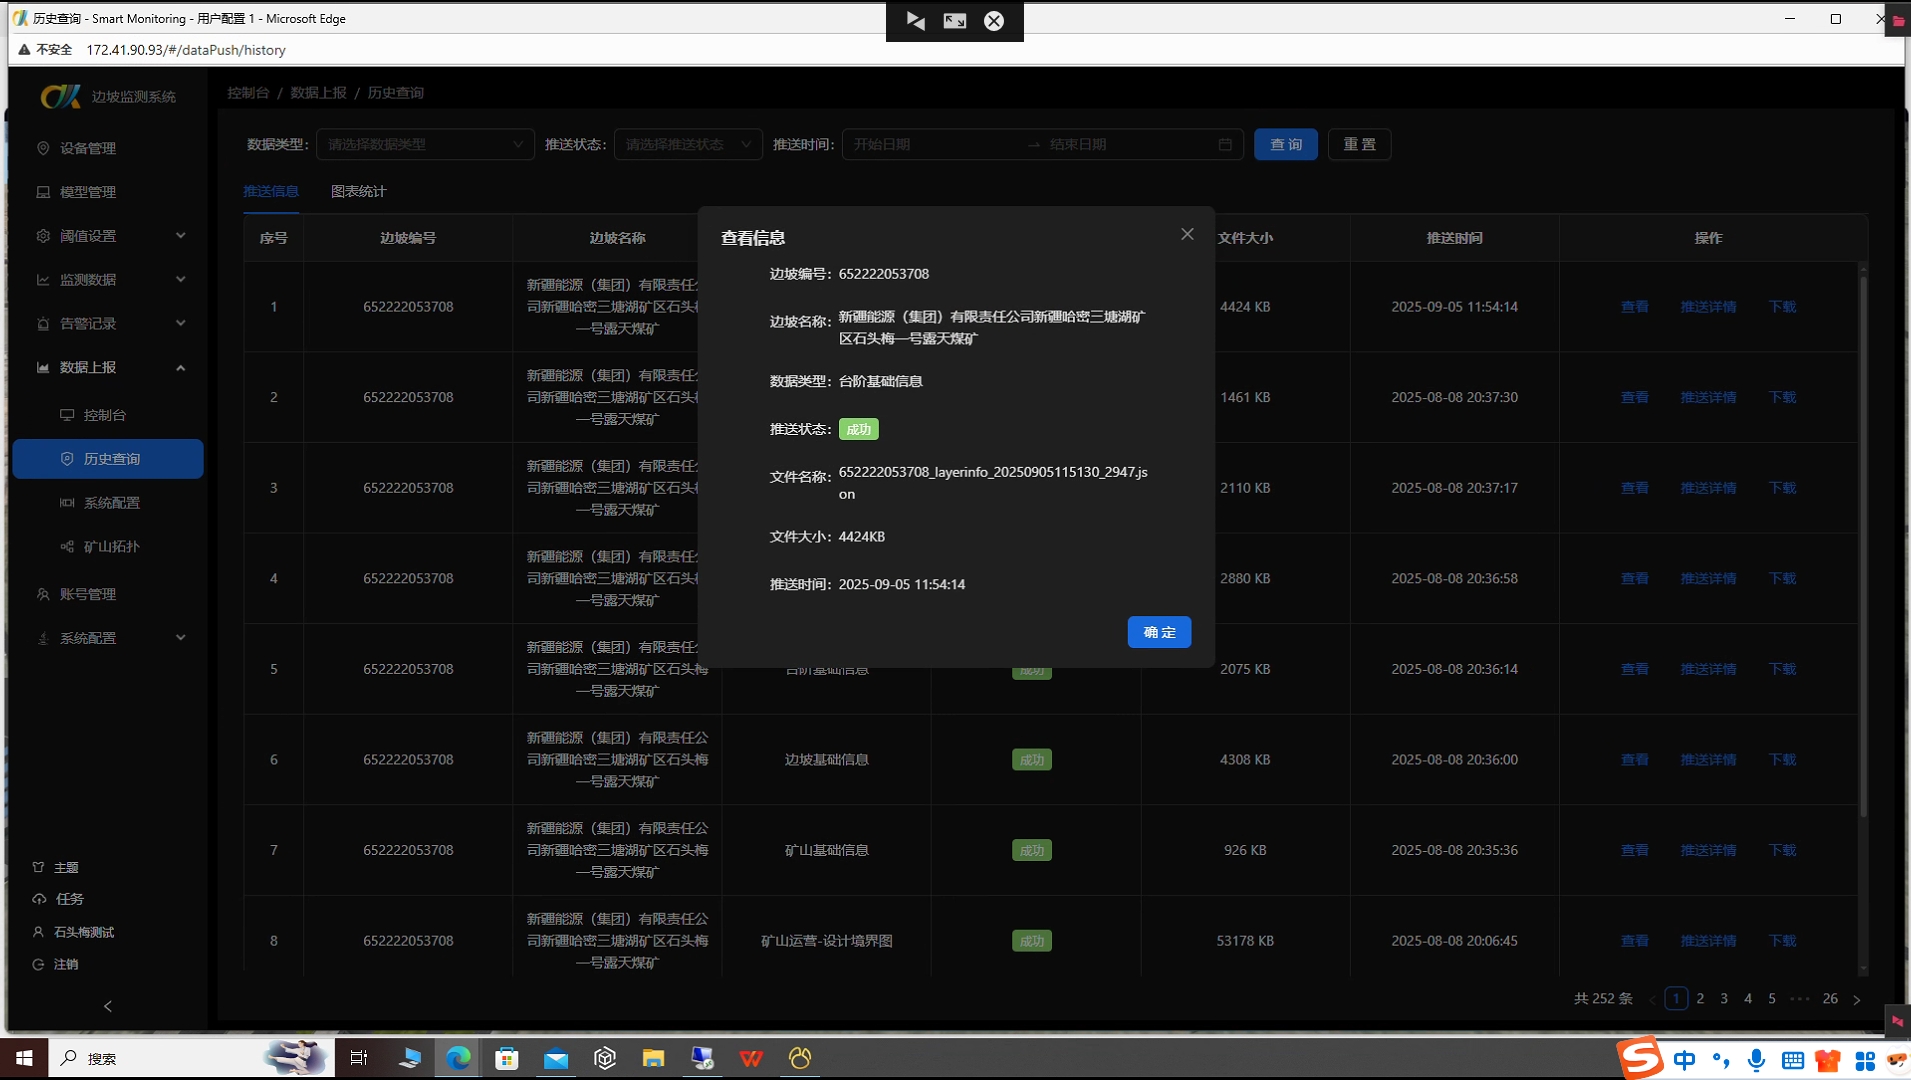 历史查询 - Smart Monitoring - 用户配置 1 - Microsoft Edge
不安全 172.41.90.93/#/dataPush/history
边坡监测系统
设备管理
模型管理
阈值设置
监测数据
告警记录
数据上报
控制台
历史查询
系统配置
矿山拓扑
账号管理
系统配置
主题
任务
石头梅测试
注销
控制台 / 数据上报 / 历史查询
数据类型: 请选择数据类型 推送状态: 请选择推送状态 推送时间: 开始日期 → 结束日期 查 询 重 置
推送信息 图表统计
序号 边坡编号 边坡名称 文件大小 推送时间 操作
1 652222053708 新疆能源（集团）有限责任公
司新疆哈密三塘湖矿区石头梅
一号露天煤矿 4424 KB 2025-09-05 11:54:14 查看 推送详情 下载
2 652222053708 新疆能源（集团）有限责任公
司新疆哈密三塘湖矿区石头梅
一号露天煤矿 1461 KB 2025-08-08 20:37:30 查看 推送详情 下载
3 652222053708 新疆能源（集团）有限责任公
司新疆哈密三塘湖矿区石头梅
一号露天煤矿 2110 KB 2025-08-08 20:37:17 查看 推送详情 下载
4 652222053708 新疆能源（集团）有限责任公
司新疆哈密三塘湖矿区石头梅
一号露天煤矿 2880 KB 2025-08-08 20:36:58 查看 推送详情 下载
5 652222053708 新疆能源（集团）有限责任公
司新疆哈密三塘湖矿区石头梅
一号露天煤矿 台阶基础信息 成功 2075 KB 2025-08-08 20:36:14 查看 推送详情 下载
6 652222053708 新疆能源（集团）有限责任公
司新疆哈密三塘湖矿区石头梅
一号露天煤矿 边坡基础信息 成功 4308 KB 2025-08-08 20:36:00 查看 推送详情 下载
7 652222053708 新疆能源（集团）有限责任公
司新疆哈密三塘湖矿区石头梅
一号露天煤矿 矿山基础信息 成功 926 KB 2025-08-08 20:35:36 查看 推送详情 下载
8 652222053708 新疆能源（集团）有限责任公
司新疆哈密三塘湖矿区石头梅
一号露天煤矿 矿山运营-设计境界图 成功 53178 KB 2025-08-08 20:06:45 查看 推送详情 下载
共 252 条 < 1 2 3 4 5 ••• 26 >
查看信息
边坡编号: 652222053708
边坡名称: 新疆能源（集团）有限责任公司新疆哈密三塘湖矿
区石头梅一号露天煤矿
数据类型: 台阶基础信息
推送状态: 成功
文件名称: 652222053708_layerinfo_20250905115130_2947.js
on
文件大小: 4424KB
推送时间: 2025-09-05 11:54:14
确 定
搜索
中